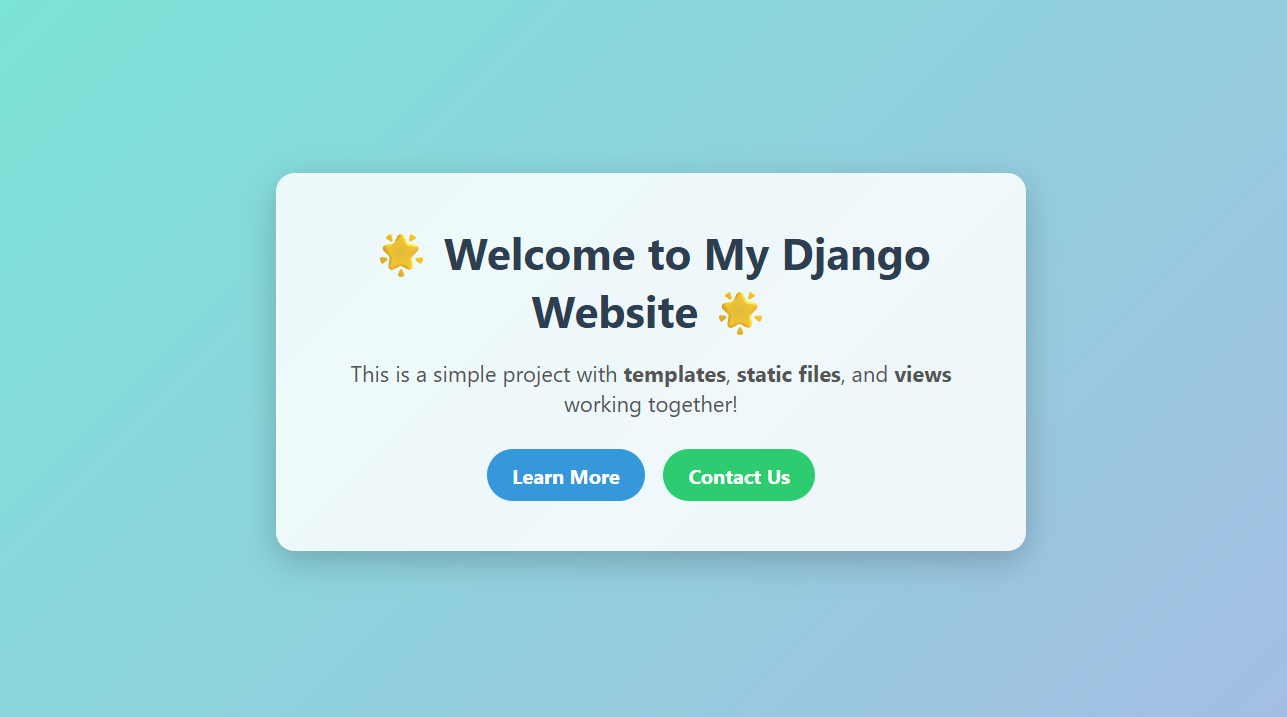 🌟 Welcome to My Django
Website 🌟
This is a simple project with templates, static files, and views
working together!
Learn More
Contact Us